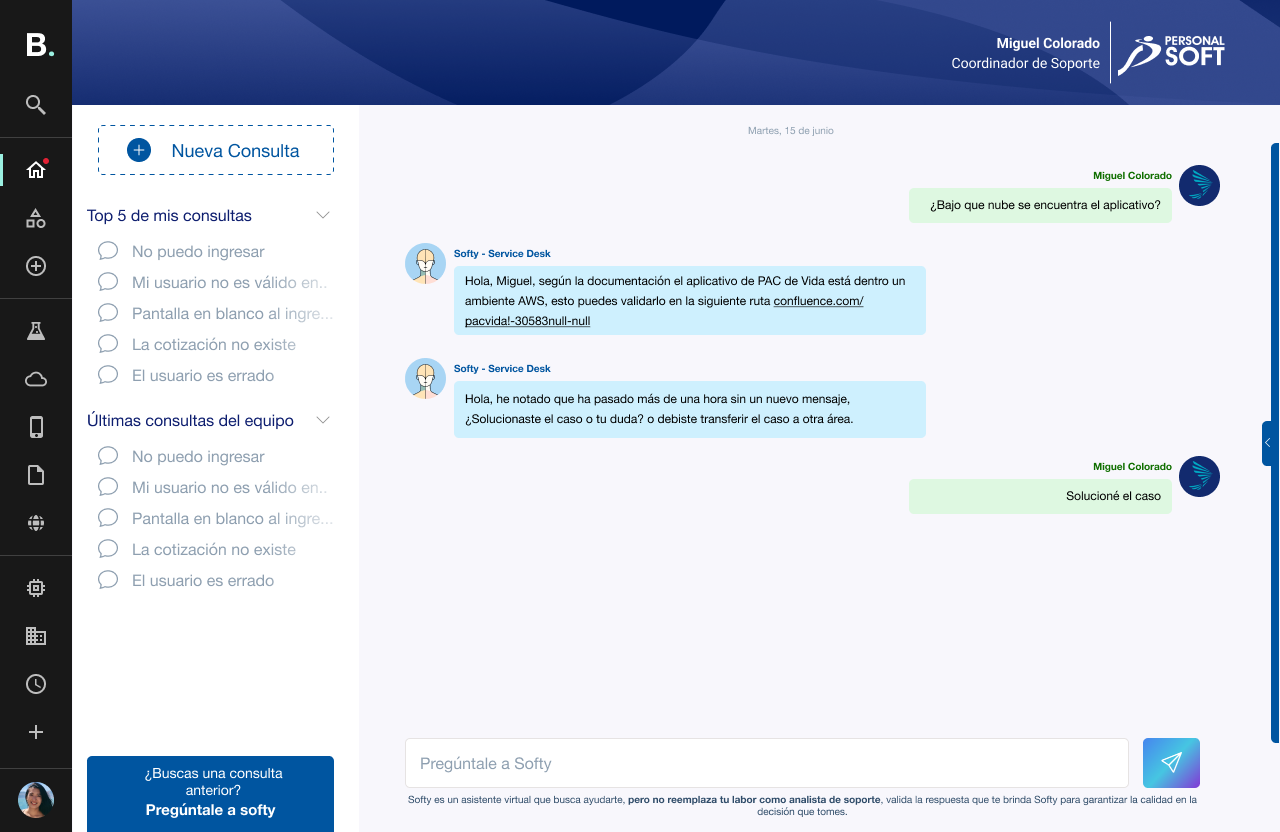 B.
Miguel Colorado
Coordinador de Soporte
PERSONAL
SOFT
Nueva Consulta
Top 5 de mis consultas
No puedo ingresar
Mi usuario no es válido en..
Pantalla en blanco al ingre...
La cotización no existe
El usuario es errado
Últimas consultas del equipo
No puedo ingresar
Mi usuario no es válido en..
Pantalla en blanco al ingre...
La cotización no existe
El usuario es errado
¿Buscas una consulta
anterior?
Pregúntale a softy
Martes, 15 de junio
Miguel Colorado
¿Bajo que nube se encuentra el aplicativo?
Softy - Service Desk
Hola, Miguel, según la documentación el aplicativo de PAC de Vida está dentro un
ambiente AWS, esto puedes validarlo en la siguiente ruta confluence.com/
pacvida!-30583null-null
Softy - Service Desk
Hola, he notado que ha pasado más de una hora sin un nuevo mensaje,
¿Solucionaste el caso o tu duda? o debiste transferir el caso a otra área.
Miguel Colorado
Solucioné el caso
Pregúntale a Softy
Softy es un asistente virtual que busca ayudarte, pero no reemplaza tu labor como analista de soporte, valida la respuesta que te brinda Softy para garantizar la calidad en la
decisión que tomes.